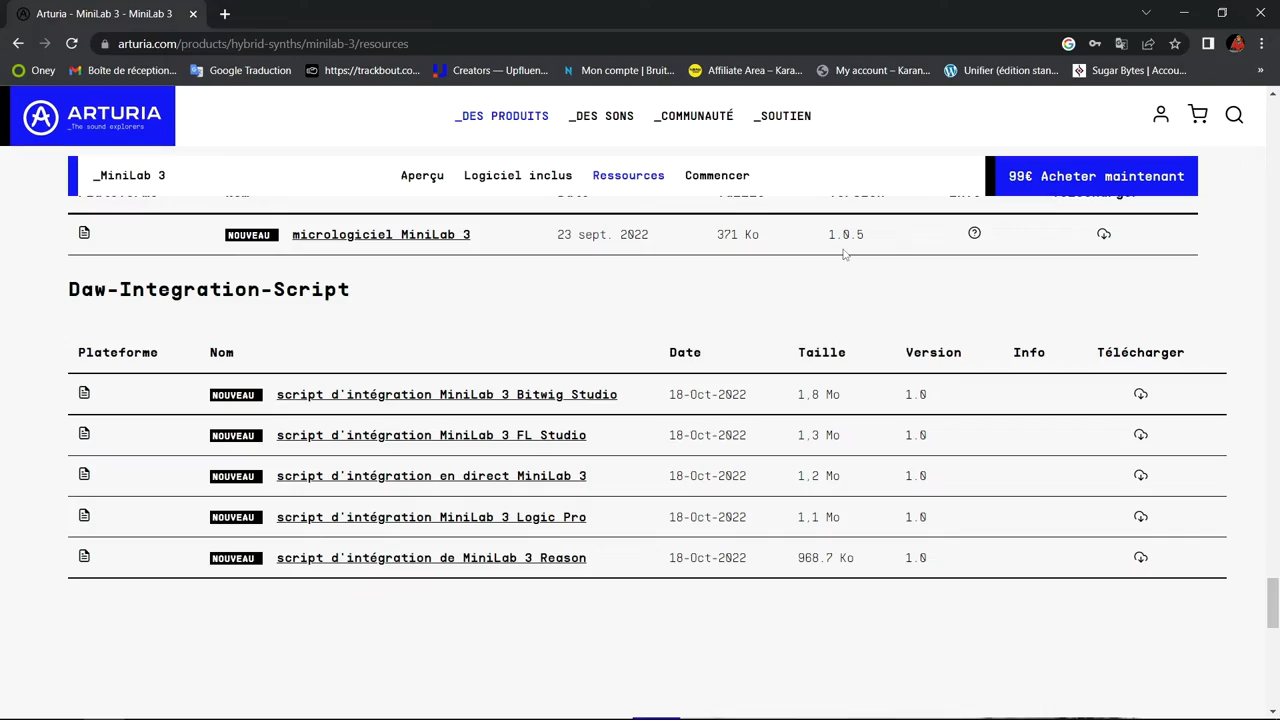 Arturia - MiniLab 3 - MiniLab 3
arturia.com/products/hybrid-synths/minilab-3/resources
Oney
Boîte de réception...
Google Traduction
https://trackbout.co...
Creators — Upfluen...
Mon compte | Bruit...
Affiliate Area – Kara...
My account – Karan...
Unifier (édition stan...
Sugar Bytes | Accou...
»
ARTURIA
_The sound explorers
_DES PRODUITS
_DES SONS
_COMMUNAUTÉ
_SOUTIEN
_MiniLab 3
Aperçu
Logiciel inclus
Ressources
Commencer
99€ Acheter maintenant
NOUVEAU micrologiciel MiniLab 3 23 sept. 2022 371 Ko 1.0.5
Daw-Integration-Script
Plateforme Nom Date Taille Version Info Télécharger
NOUVEAU script d'intégration MiniLab 3 Bitwig Studio 18-Oct-2022 1,8 Mo 1.0
NOUVEAU script d'intégration MiniLab 3 FL Studio 18-Oct-2022 1,3 Mo 1.0
NOUVEAU script d'intégration en direct MiniLab 3 18-Oct-2022 1,2 Mo 1.0
NOUVEAU script d'intégration MiniLab 3 Logic Pro 18-Oct-2022 1,1 Mo 1.0
NOUVEAU script d'intégration de MiniLab 3 Reason 18-Oct-2022 968.7 Ko 1.0